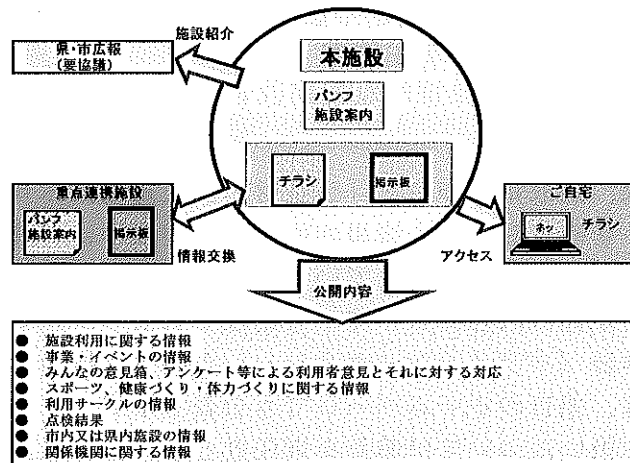 施設紹介
県・市広報
(要協議)
本施設
パンフ
施設案内
チラシ
掲示板
重点連携施設
パンフ
施設案内
掲示板
情報交換
ご自宅
ネッ
チラシ
アクセス
公開内容
● 施設利用に関する情報
● 事業・イベントの情報
● みんなの意見箱、アンケート等による利用者意見とそれに対する対応
● スポーツ、健康づくり・体力づくりに関する情報
● 利用サークルの情報
● 点検結果
● 市内又は県内施設の情報
● 関係機関に関する情報